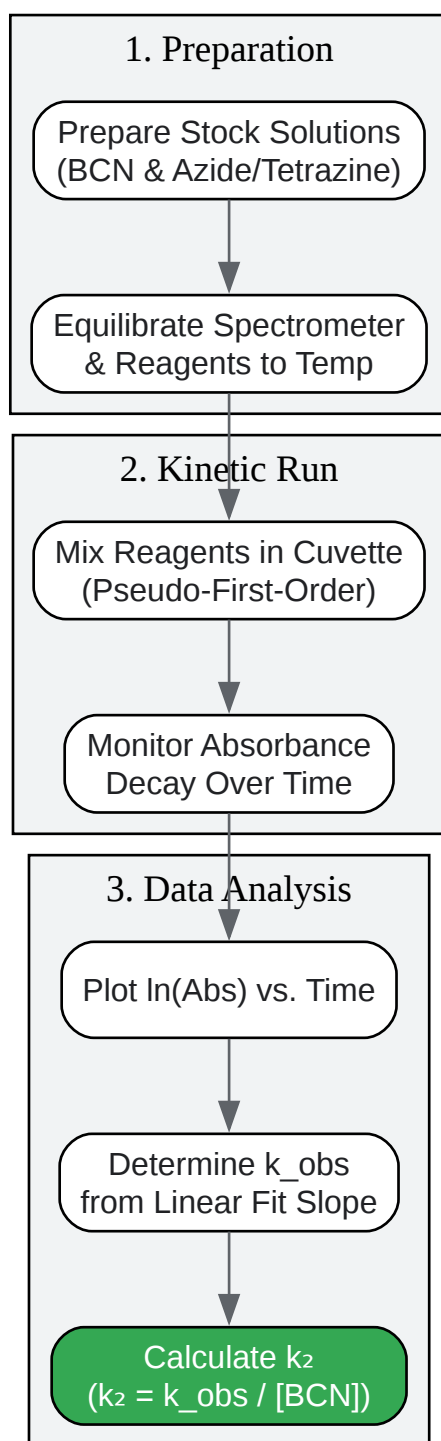 1. Preparation
Prepare Stock Solutions
(BCN & Azide/Tetrazine)
Equilibrate Spectrometer
& Reagents to Temp
2. Kinetic Run
Mix Reagents in Cuvette
(Pseudo-First-Order)
Monitor Absorbance
Decay Over Time
3. Data Analysis
Plot ln(Abs) vs. Time
Determine k_obs
from Linear Fit Slope
Calculate k₂
(k₂ = k_obs / [BCN])